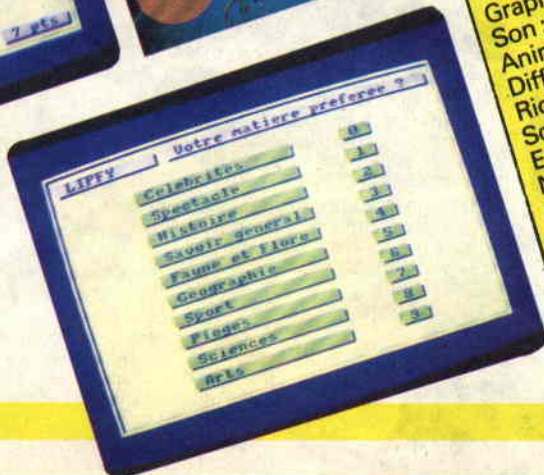 7 pts
LIPFY Votre matiere preferee ?
Celebrites 0
Spectacle 1
Histoire 2
Savoir general 3
Faune et Flore 4
Geographie 5
Sport 6
Pieges 7
Sciences 8
Arts 9
Graph
Son :
Anim
Diff
Ric
Sc
E